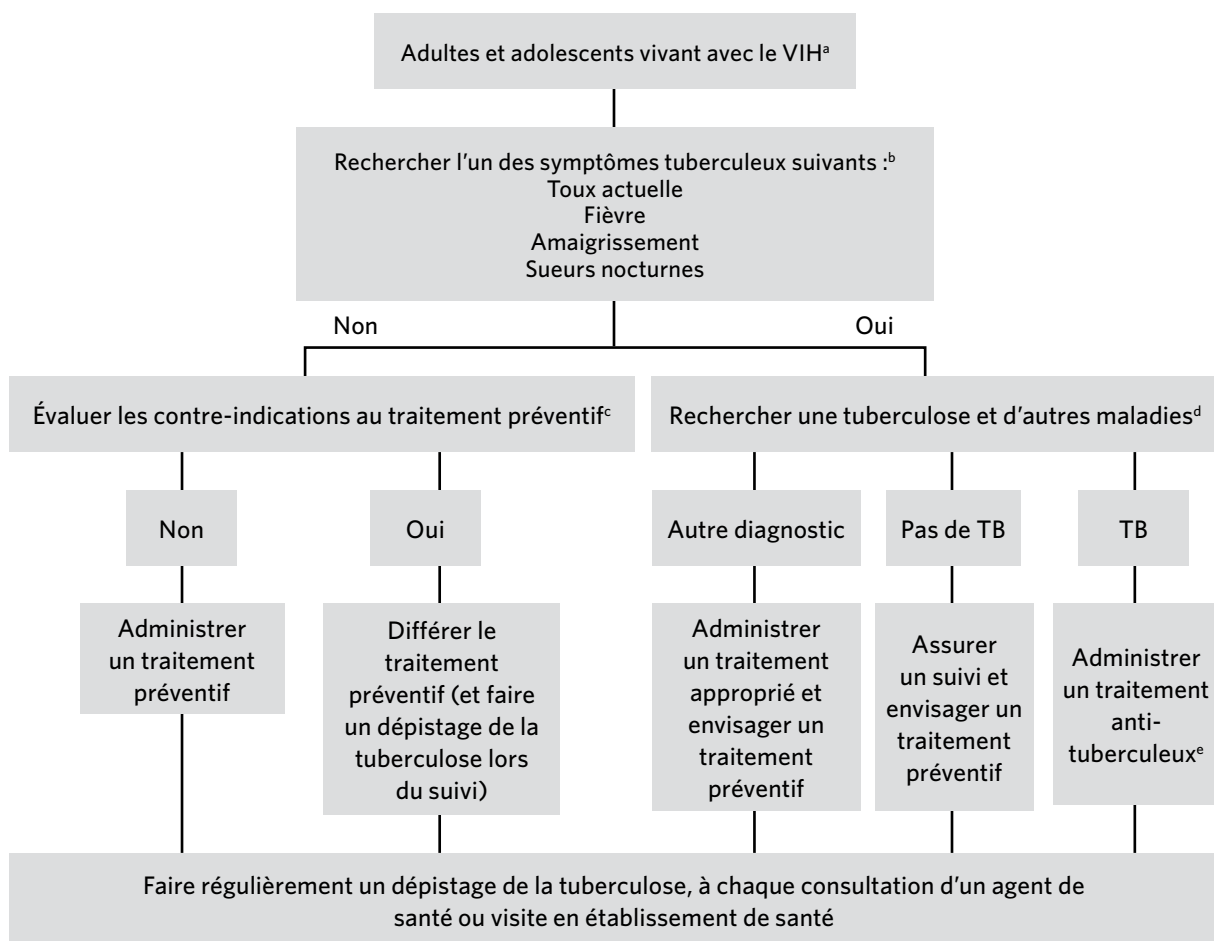 Adultes et adolescents vivant avec le VIHᵃ
Rechercher l'un des symptômes tuberculeux suivants :ᵇ
Toux actuelle
Fièvre
Amaigrissement
Sueurs nocturnes
Non
Oui
Évaluer les contre-indications au traitement préventifᶜ
Rechercher une tuberculose et d'autres maladiesᵈ
Non
Oui
Autre diagnostic
Pas de TB
TB
Administrer
un traitement
préventif
Différer le
traitement
préventif (et faire
un dépistage de la
tuberculose lors
du suivi)
Administrer
un traitement
approprié et
envisager un
traitement
préventif
Assurer
un suivi et
envisager un
traitement
préventif
Administrer
un traitement
anti-
tuberculeuxᵉ
Faire régulièrement un dépistage de la tuberculose, à chaque consultation d'un agent de
santé ou visite en établissement de santé